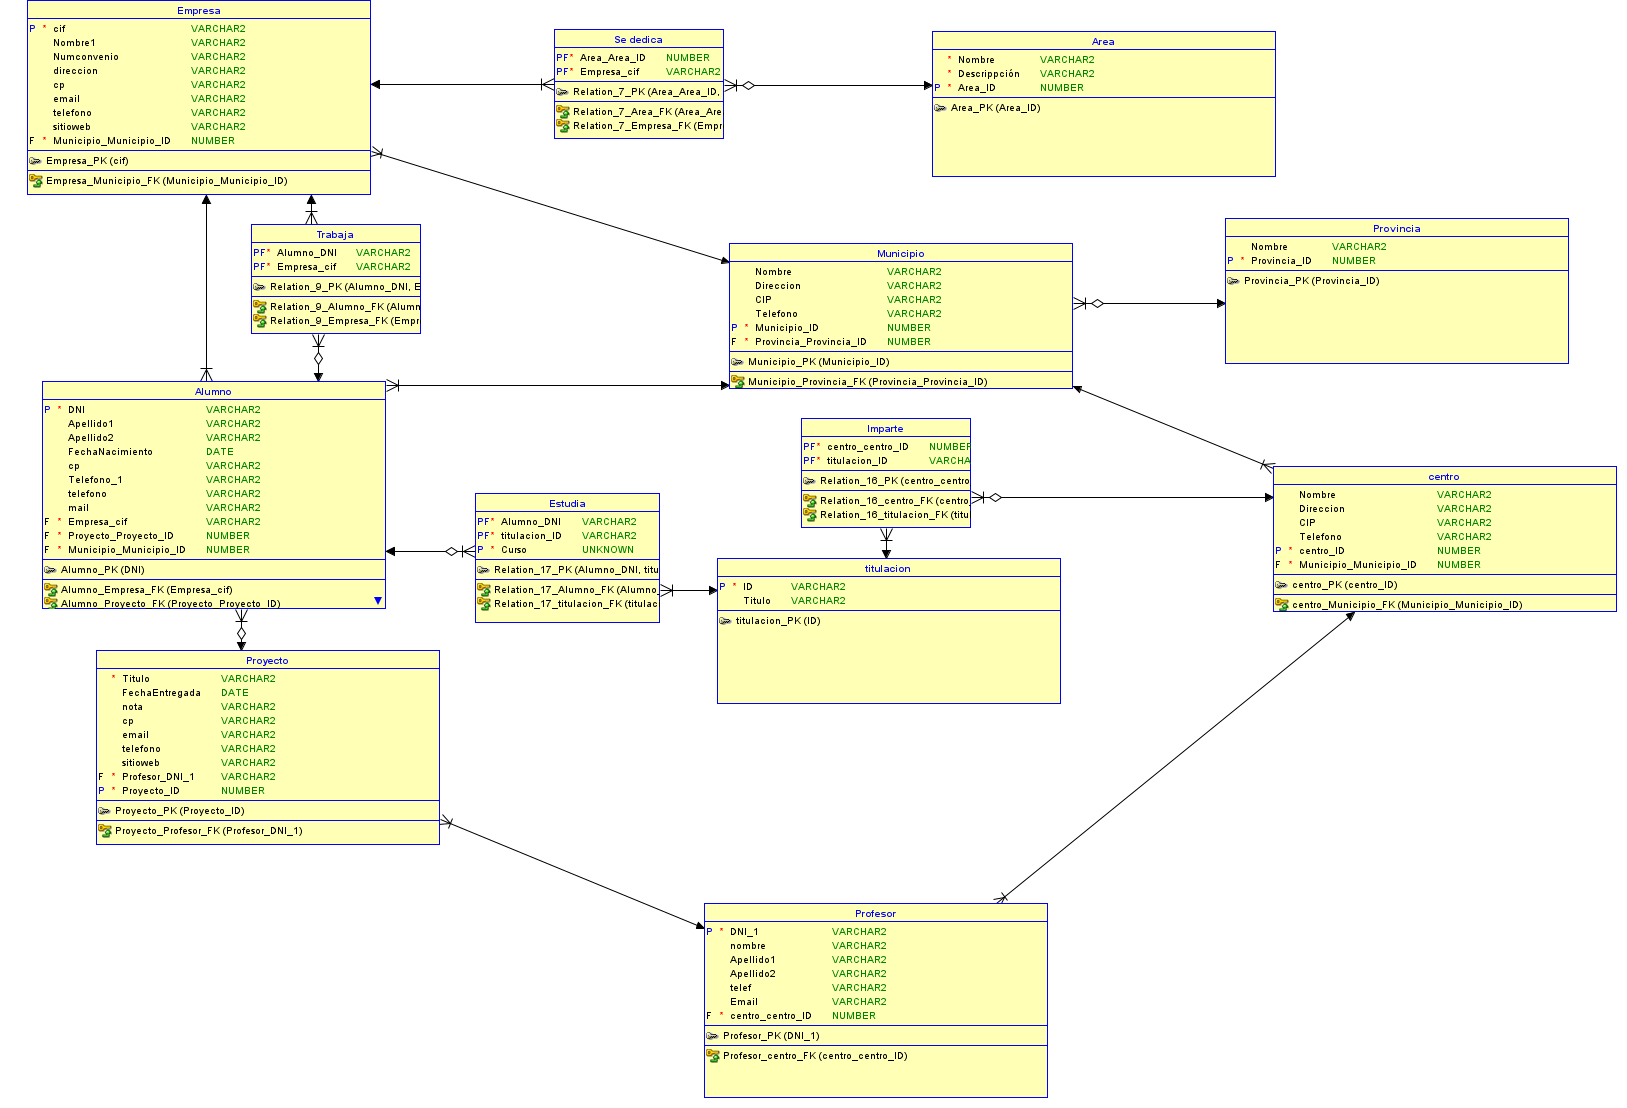 Empresa
P * cif VARCHAR2
Nombre1 VARCHAR2
Numconvenio VARCHAR2
direccion VARCHAR2
cp VARCHAR2
email VARCHAR2
telefono VARCHAR2
sitioweb VARCHAR2
F * Municipio_Municipio_ID NUMBER
Empresa_PK (cif)
Empresa_Municipio_FK (Municipio_Municipio_ID)
Se dedica
PF* Area_Area_ID NUMBER
PF* Empresa_cif VARCHAR2
Relation_7_PK (Area_Area_ID,
Relation_7_Area_FK (Area_Are
Relation_7_Empresa_FK (Empr
Area
* Nombre VARCHAR2
* Descrippción VARCHAR2
P * Area_ID NUMBER
Area_PK (Area_ID)
Trabaja
PF* Alumno_DNI VARCHAR2
PF* Empresa_cif VARCHAR2
Relation_9_PK (Alumno_DNI, E
Relation_9_Alumno_FK (Alumn
Relation_9_Empresa_FK (Empr
Municipio
Nombre VARCHAR2
Direccion VARCHAR2
CIP VARCHAR2
Telefono VARCHAR2
P * Municipio_ID NUMBER
F * Provincia_Provincia_ID NUMBER
Municipio_PK (Municipio_ID)
Municipio_Provincia_FK (Provincia_Provincia_ID)
Provincia
Nombre VARCHAR2
P * Provincia_ID NUMBER
Provincia_PK (Provincia_ID)
Alumno
P * DNI VARCHAR2
Apellido1 VARCHAR2
Apellido2 VARCHAR2
FechaNacimiento DATE
cp VARCHAR2
Telefono_1 VARCHAR2
telefono VARCHAR2
mail VARCHAR2
F * Empresa_cif VARCHAR2
F * Proyecto_Proyecto_ID NUMBER
F * Municipio_Municipio_ID NUMBER
Alumno_PK (DNI)
Alumno_Empresa_FK (Empresa_cif)
Alumno_Proyecto_FK (Proyecto_Proyecto_ID)
Imparte
PF* centro_centro_ID NUMBER
PF* titulacion_ID VARCHA
Relation_16_PK (centro_centro
Relation_16_centro_FK (centro_
Relation_16_titulacion_FK (titu
centro
Nombre VARCHAR2
Direccion VARCHAR2
CIP VARCHAR2
Telefono VARCHAR2
P * centro_ID NUMBER
F * Municipio_Municipio_ID NUMBER
centro_PK (centro_ID)
centro_Municipio_FK (Municipio_Municipio_ID)
Estudia
PF* Alumno_DNI VARCHAR2
PF* titulacion_ID VARCHAR2
P * Curso UNKNOWN
Relation_17_PK (Alumno_DNI, titu
Relation_17_Alumno_FK (Alumno_
Relation_17_titulacion_FK (titulac
titulacion
P * ID VARCHAR2
Titulo VARCHAR2
titulacion_PK (ID)
Proyecto
* Titulo VARCHAR2
FechaEntregada DATE
nota VARCHAR2
cp VARCHAR2
email VARCHAR2
telefono VARCHAR2
sitioweb VARCHAR2
F * Profesor_DNI_1 VARCHAR2
P * Proyecto_ID NUMBER
Proyecto_PK (Proyecto_ID)
Proyecto_Profesor_FK (Profesor_DNI_1)
Profesor
P * DNI_1 VARCHAR2
nombre VARCHAR2
Apellido1 VARCHAR2
Apellido2 VARCHAR2
telef VARCHAR2
Email VARCHAR2
F * centro_centro_ID NUMBER
Profesor_PK (DNI_1)
Profesor_centro_FK (centro_centro_ID)